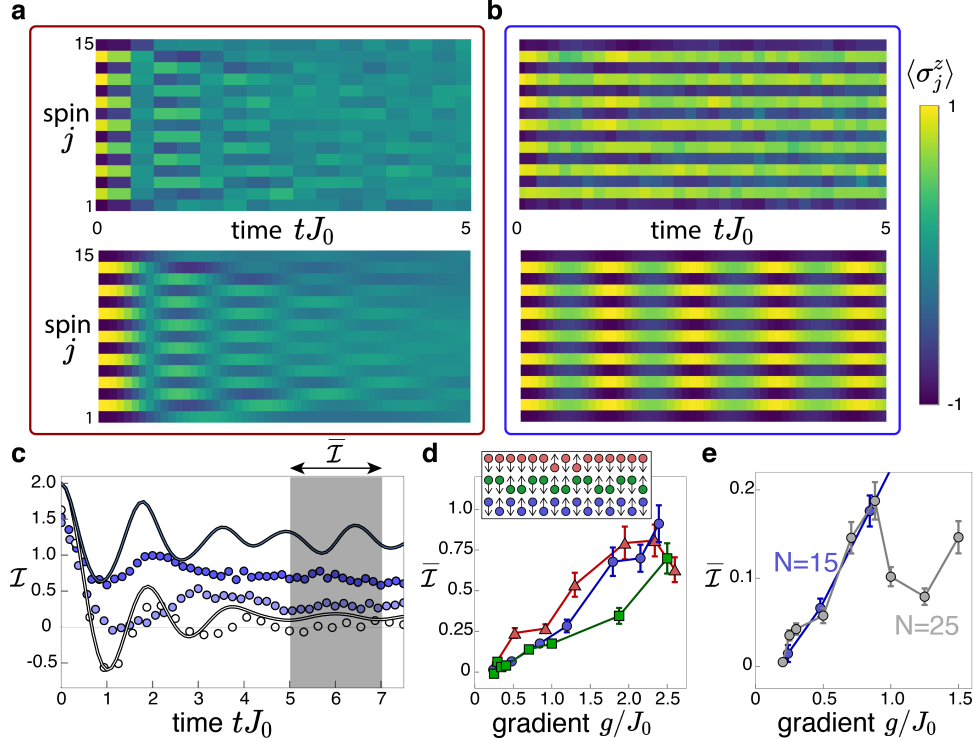 a
15
spin
j
1
0
time tJ₀
5
15
spin
j
1
b
0
time tJ₀
5
⟨σⱼᶻ⟩
1
-1
c
I̅
2.0
1.5
1.0
0.5
0
-0.5
I
0 1 2 3 4 5 6 7
time tJ₀
d
1.0
0.75
0.50
0.25
0
I̅
0 0.5 1.0 1.5 2.0 2.5
gradient g/J₀
e
0.2
0.1
0
I̅
N=15
N=25
0 0.5 1.0 1.5
gradient g/J₀